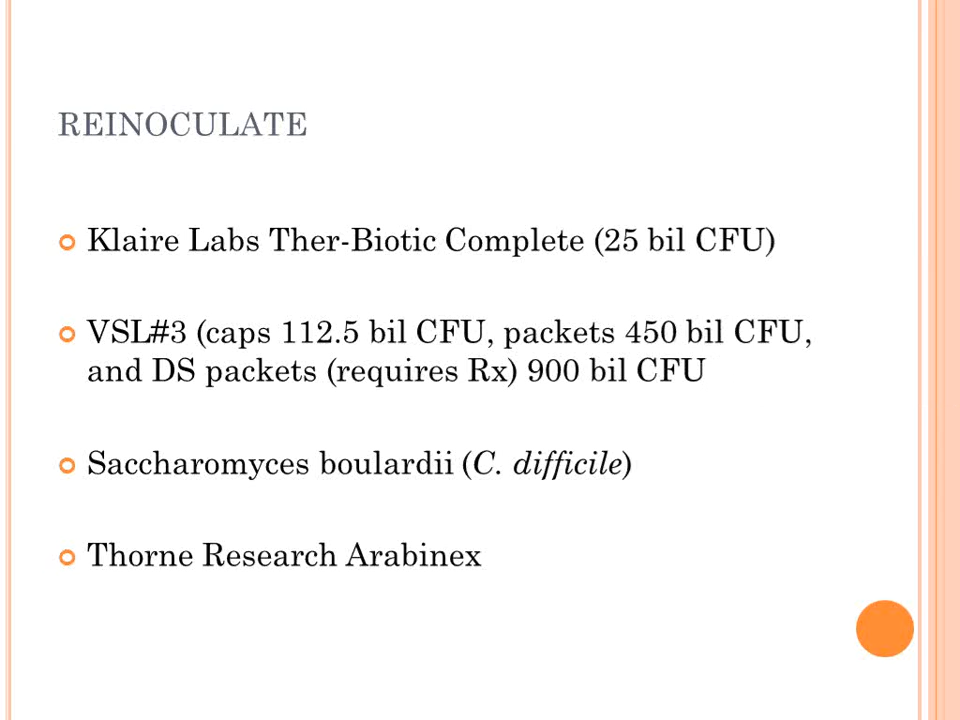 REINOCULATE
Klaire Labs Ther-Biotic Complete (25 bil CFU)
VSL#3 (caps 112.5 bil CFU, packets 450 bil CFU,
and DS packets (requires Rx) 900 bil CFU
Saccharomyces boulardii (C. difficile)
Thorne Research Arabinex